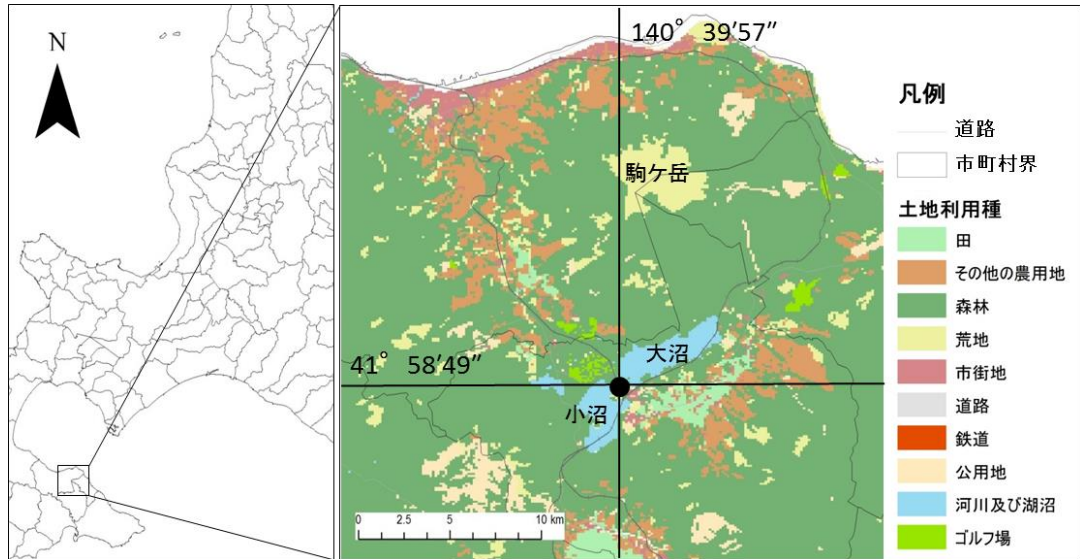 N
140° 39′57″
駒ケ岳
大沼
41° 58′49″
小沼
0 2.5 5 10 km
凡例
道路
市町村界
土地利用種
田
その他の農用地
森林
荒地
市街地
道路
鉄道
公用地
河川及び湖沼
ゴルフ場